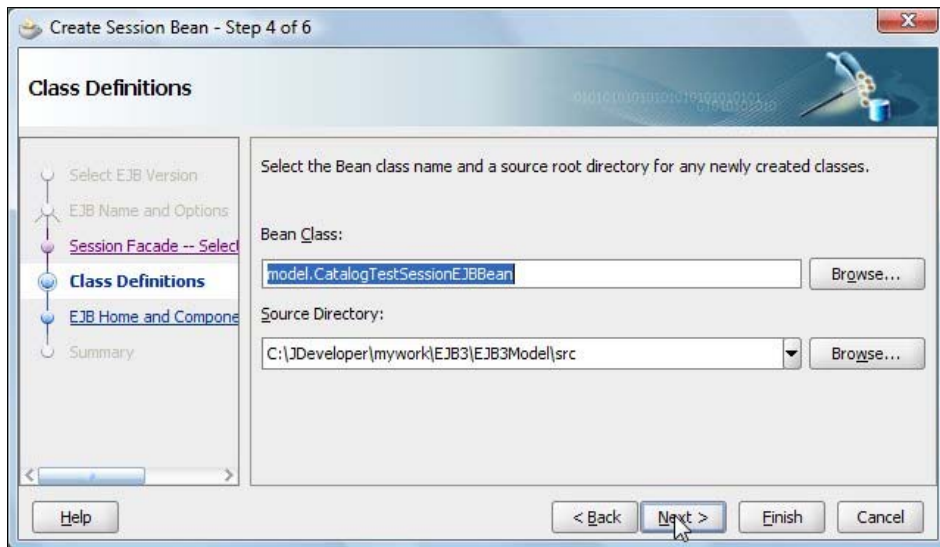 Create Session Bean - Step 4 of 6
Class Definitions
Select EJB Version
EJB Name and Options
Session Facade -- Select
Class Definitions
EJB Home and Compone
Summary
Select the Bean class name and a source root directory for any newly created classes.
Bean Class:
model.CatalogTestSessionEJBBean
Browse...
Source Directory:
C:\JDeveloper\mywork\EJB3\EJB3Model\src
Browse...
Help
< Back
Next >
Finish
Cancel